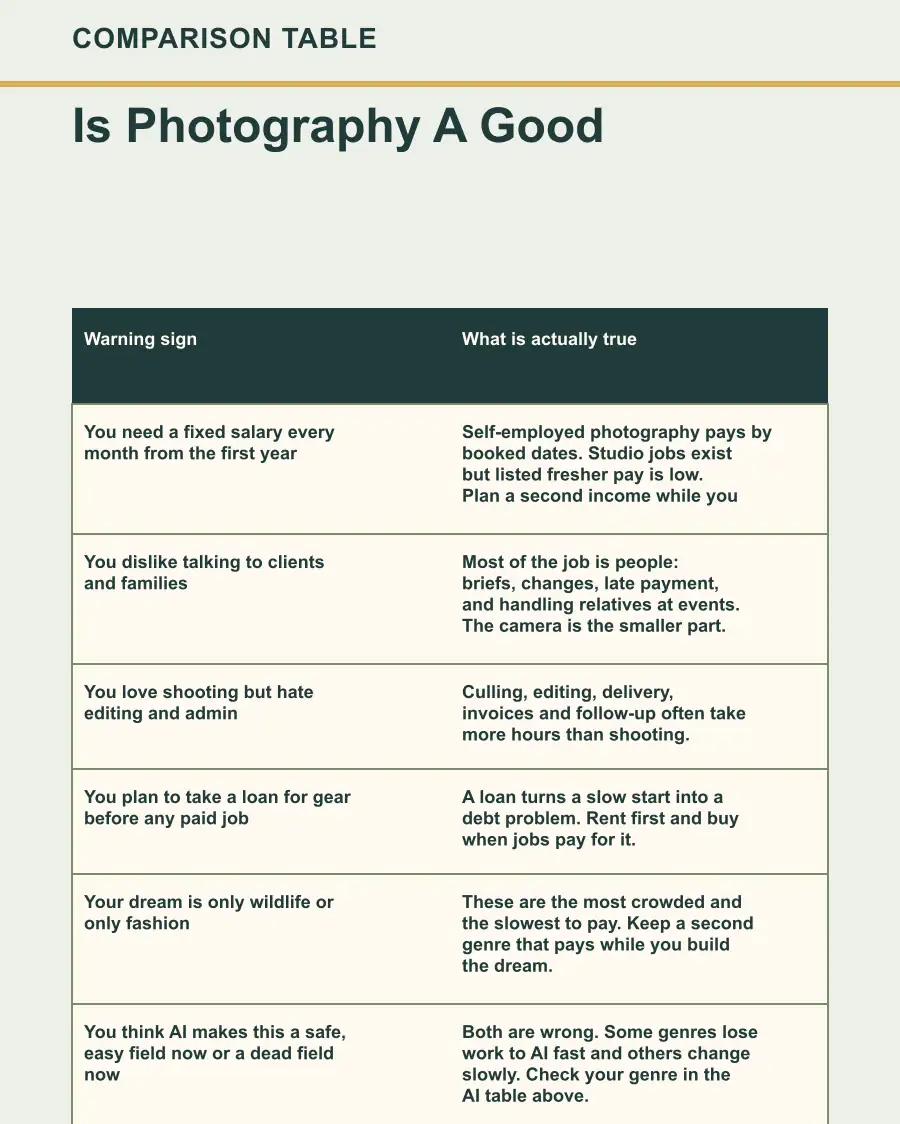 COMPARISON TABLE
Is Photography A Good
Warning sign
What is actually true
You need a fixed salary every
month from the first year
Self-employed photography pays by
booked dates. Studio jobs exist
but listed fresher pay is low.
Plan a second income while you
You dislike talking to clients
and families
Most of the job is people:
briefs, changes, late payment,
and handling relatives at events.
The camera is the smaller part.
You love shooting but hate
editing and admin
Culling, editing, delivery,
invoices and follow-up often take
more hours than shooting.
You plan to take a loan for gear
before any paid job
A loan turns a slow start into a
debt problem. Rent first and buy
when jobs pay for it.
Your dream is only wildlife or
only fashion
These are the most crowded and
the slowest to pay. Keep a second
genre that pays while you build
the dream.
You think AI makes this a safe,
easy field now or a dead field
now
Both are wrong. Some genres lose
work to AI fast and others change
slowly. Check your genre in the
AI table above.